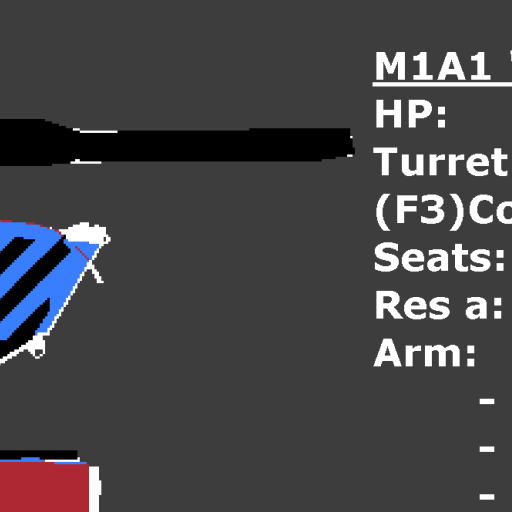 M1A1
HP:
Turret
(F3)Co
Seats:
Res a:
Arm:
-
-
-